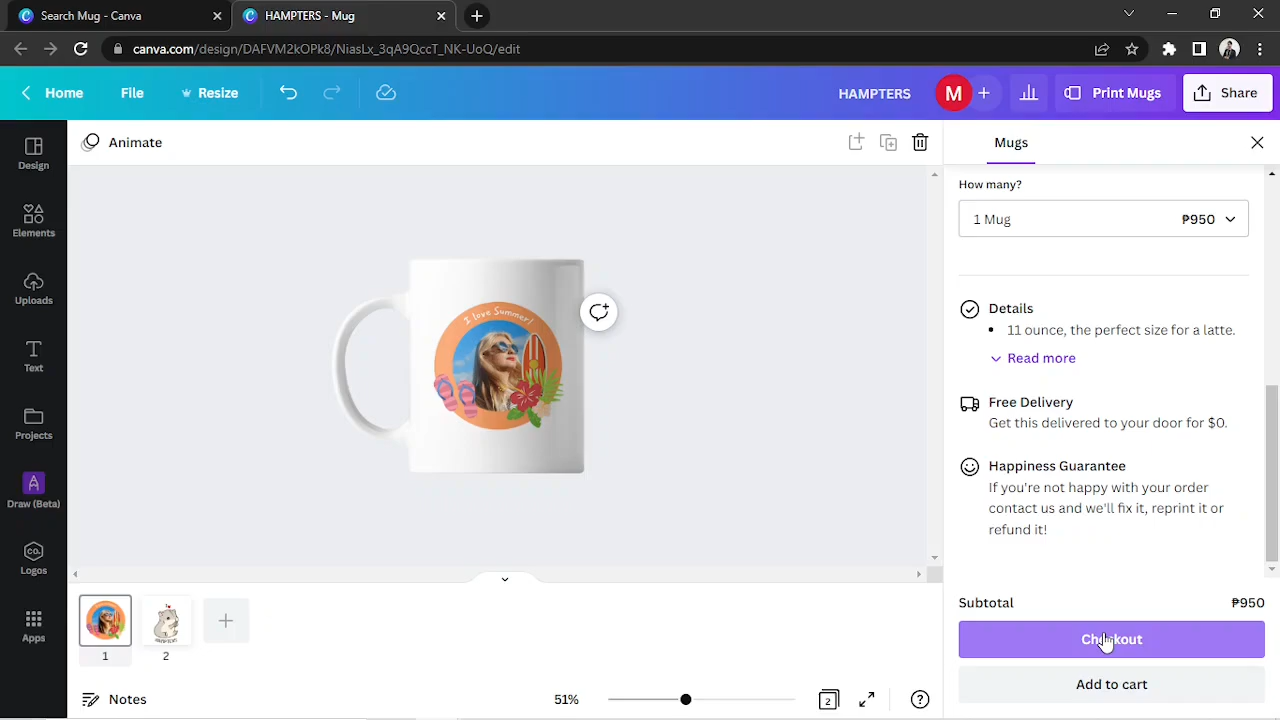 Search Mug - Canva
HAMPTERS - Mug
canva.com/design/DAFVM2kOPk8/NiasLx_3qA9QccT_NK-UoQ/edit
Home
File
Resize
HAMPTERS
M
Print Mugs
Share
Design
Elements
Uploads
Text
Projects
Draw (Beta)
CO.
Logos
Apps
Animate
I love Summer!
1
2
Notes
51%
2
Mugs
How many?
1 Mug ₱950
Details
• 11 ounce, the perfect size for a latte.
Read more
Free Delivery
Get this delivered to your door for $0.
Happiness Guarantee
If you're not happy with your order
contact us and we'll fix it, reprint it or
refund it!
Subtotal ₱950
Checkout
Add to cart